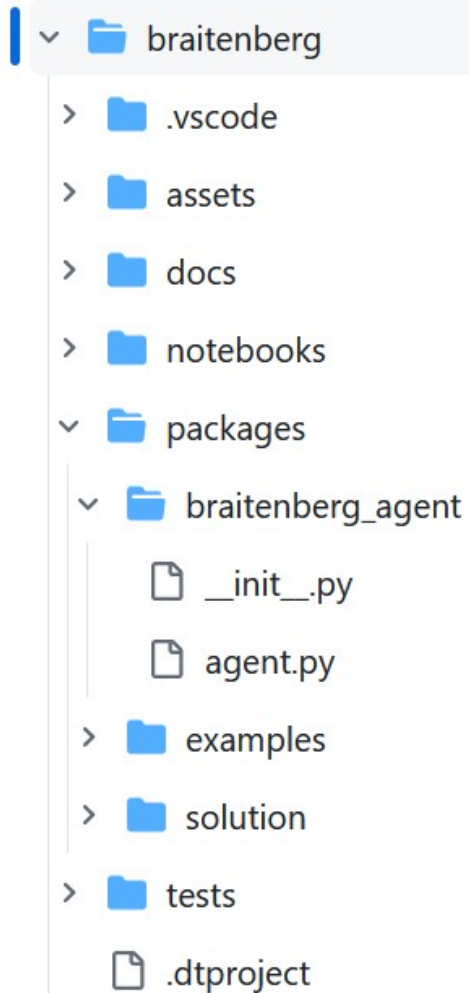 braitenberg
.vscode
assets
docs
notebooks
packages
braitenberg_agent
__init__.py
agent.py
examples
solution
tests
.dtproject